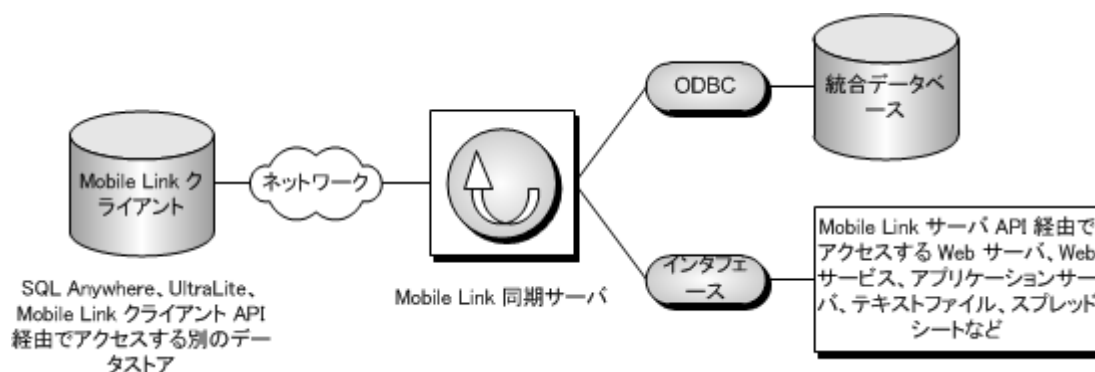 Mobile Link ク
ライアント
SQL Anywhere、UltraLite、
Mobile Link クライアント API
経由でアクセスする別のデー
タストア
ネットワーク
Mobile Link 同期サーバ
ODBC
統合データベ
ース
インタフェ
ース
Mobile Link サーバ API 経由で
アクセスする Web サーバ、Web
サービス、アプリケーションサー
バ、テキストファイル、スプレッド
シートなど